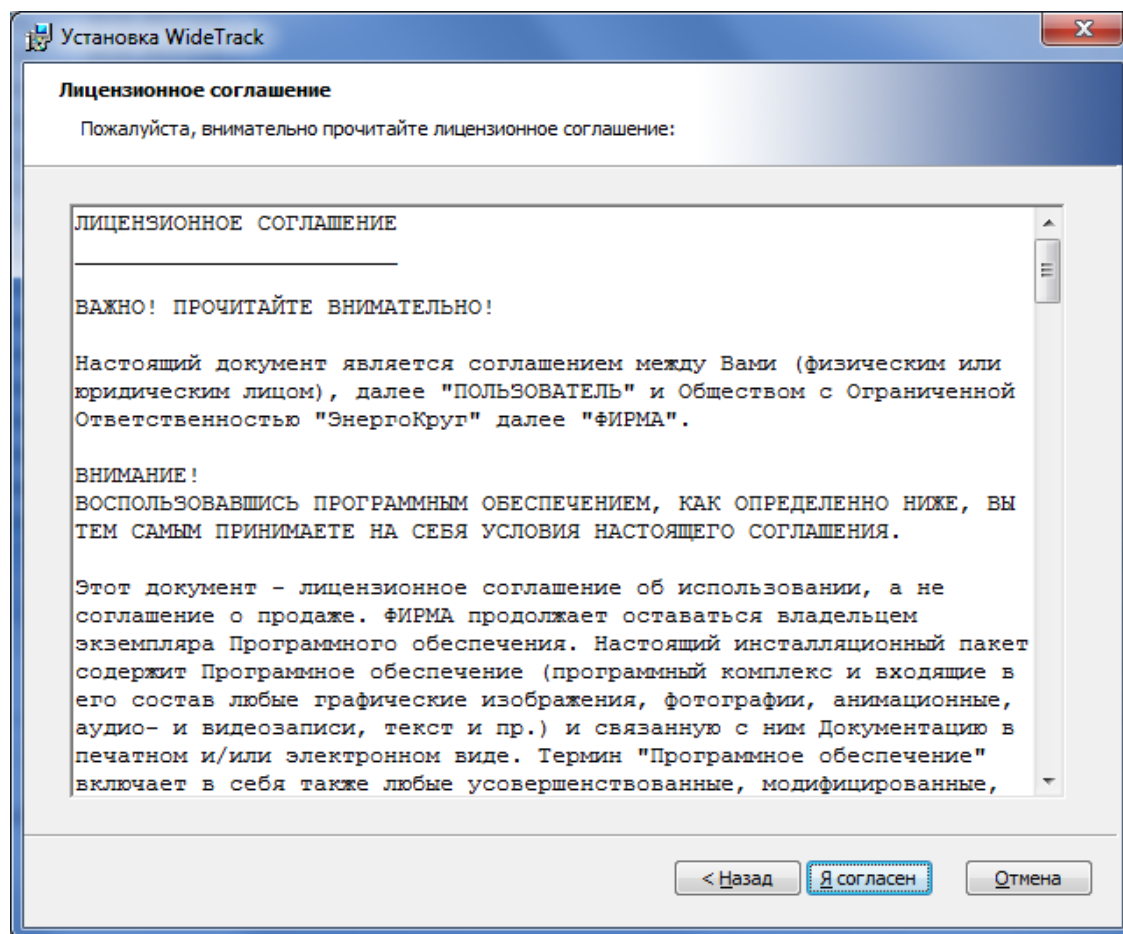 Установка WideTrack
Лицензионное соглашение
Пожалуйста, внимательно прочитайте лицензионное соглашение:
ЛИЦЕНЗИОННОЕ СОГЛАШЕНИЕ
ВАЖНО! ПРОЧИТАЙТЕ ВНИМАТЕЛЬНО!
Настоящий документ является соглашением между Вами (физическим или
юридическим лицом), далее "ПОЛЬЗОВАТЕЛЬ" и Обществом с Ограниченной
Ответственностью "ЭнергоКруг" далее "ФИРМА".
ВНИМАНИЕ!
ВОСПОЛЬЗОВАВШИСЬ ПРОГРАММНЫМ ОБЕСПЕЧЕНИЕМ, КАК ОПРЕДЕЛЕННО НИЖЕ, ВЫ
ТЕМ САМЫМ ПРИНИМАЕТЕ НА СЕБЯ УСЛОВИЯ НАСТОЯЩЕГО СОГЛАШЕНИЯ.
Этот документ – лицензионное соглашение об использовании, а не
соглашение о продаже. ФИРМА продолжает оставаться владельцем
экземпляра Программного обеспечения. Настоящий инсталляционный пакет
содержит Программное обеспечение (программный комплекс и входящие в
его состав любые графические изображения, фотографии, анимационные,
аудио- и видеозаписи, текст и пр.) и связанную с ним Документацию в
печатном и/или электронном виде. Термин "Программное обеспечение"
включает в себя также любые усовершенствованные, модифицированные,
< Назад
Я согласен
Отмена